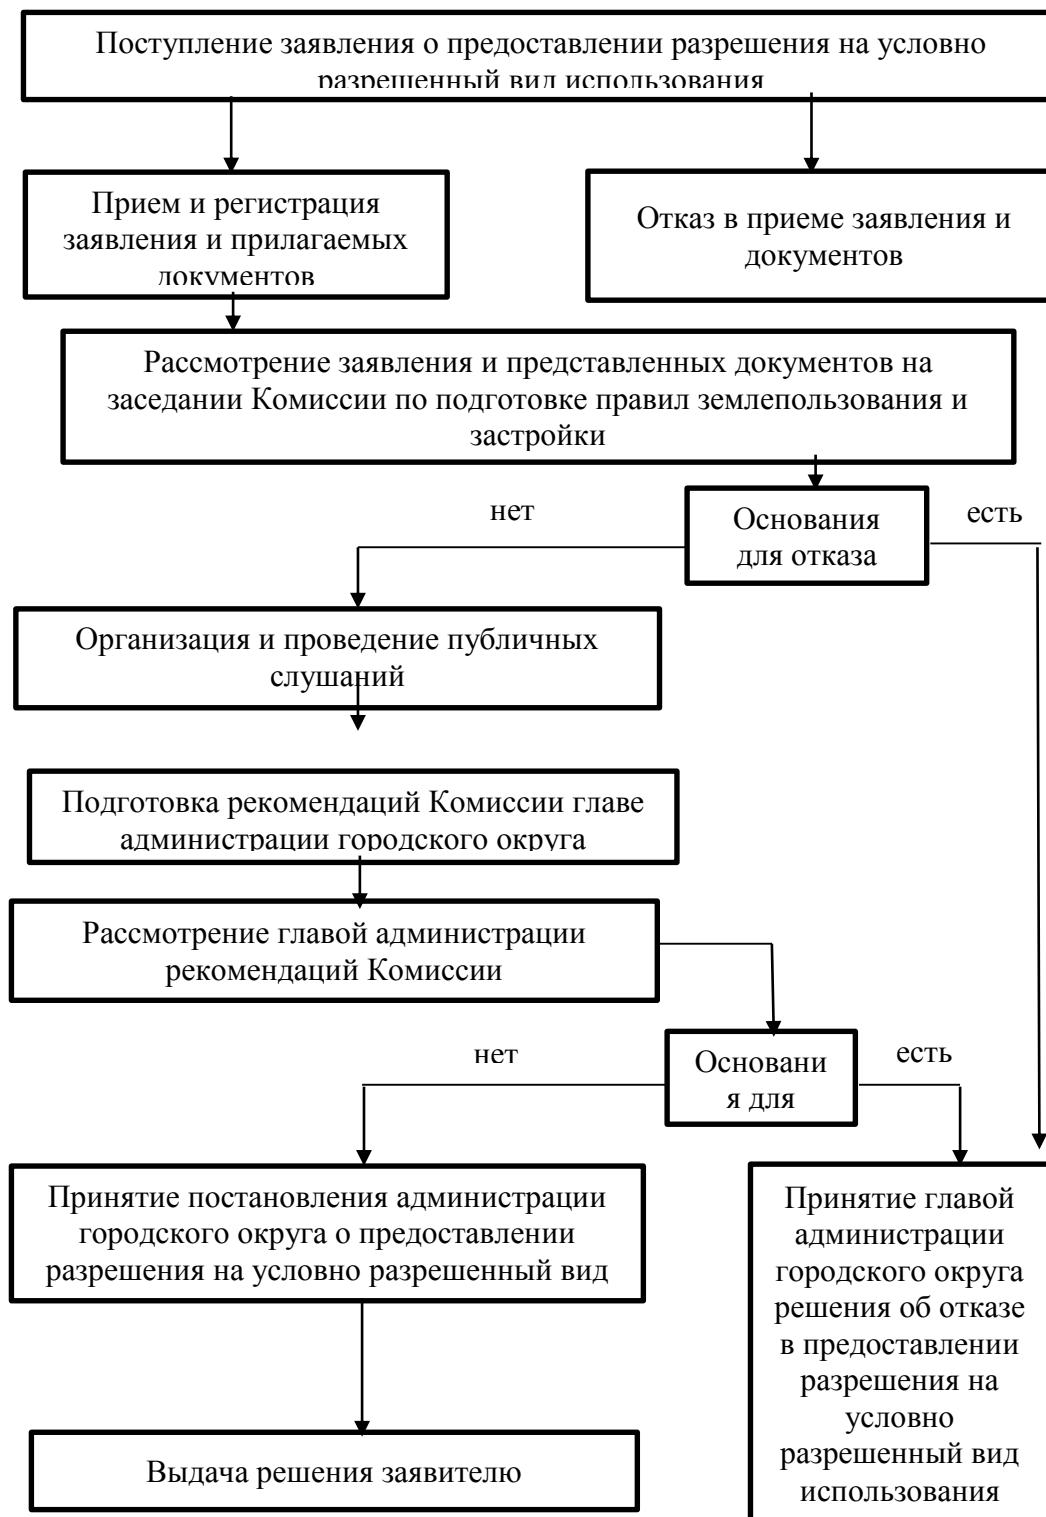 Поступление заявления о предоставлении разрешения на условно
разрешенный вид использования
Прием и регистрация
заявления и прилагаемых
документов
Отказ в приеме заявления и
документов
Рассмотрение заявления и представленных документов на
заседании Комиссии по подготовке правил землепользования и
застройки
нет
Основания
для отказа
есть
Организация и проведение публичных
слушаний
Подготовка рекомендаций Комиссии главе
администрации городского округа
Рассмотрение главой администрации
рекомендаций Комиссии
нет
Основани
я для
есть
Принятие постановления администрации
городского округа о предоставлении
разрешения на условно разрешенный вид
Принятие главой
администрации
городского округа
решения об отказе
в предоставлении
разрешения на
условно
разрешенный вид
использования
Выдача решения заявителю